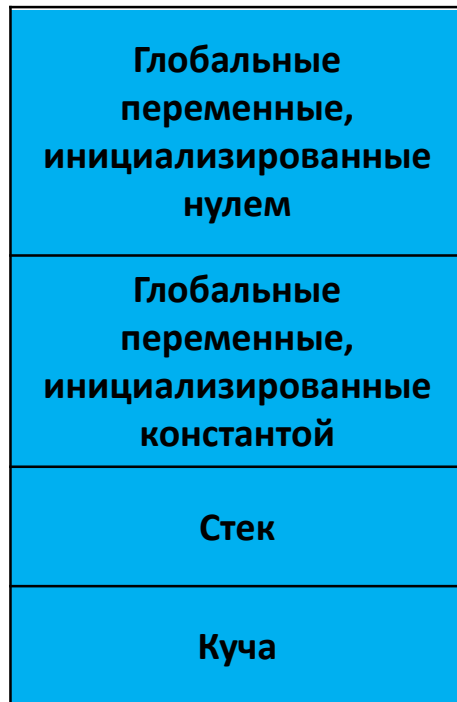 Глобальные
переменные,
инициализированные
нулем
Глобальные
переменные,
инициализированные
константой
Стек
Куча